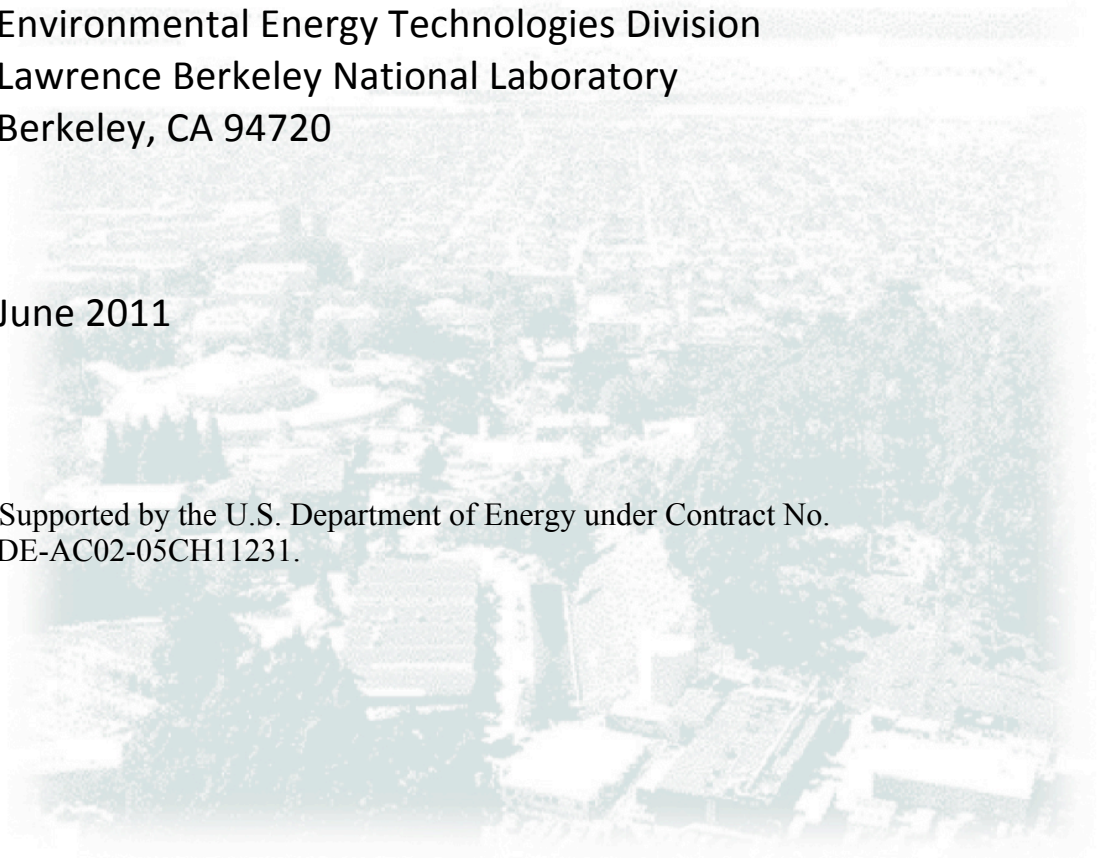 Environmental Energy Technologies Division
Lawrence Berkeley National Laboratory
Berkeley, CA 94720
June 2011
Supported by the U.S. Department of Energy under Contract No.
DE-AC02-05CH11231.